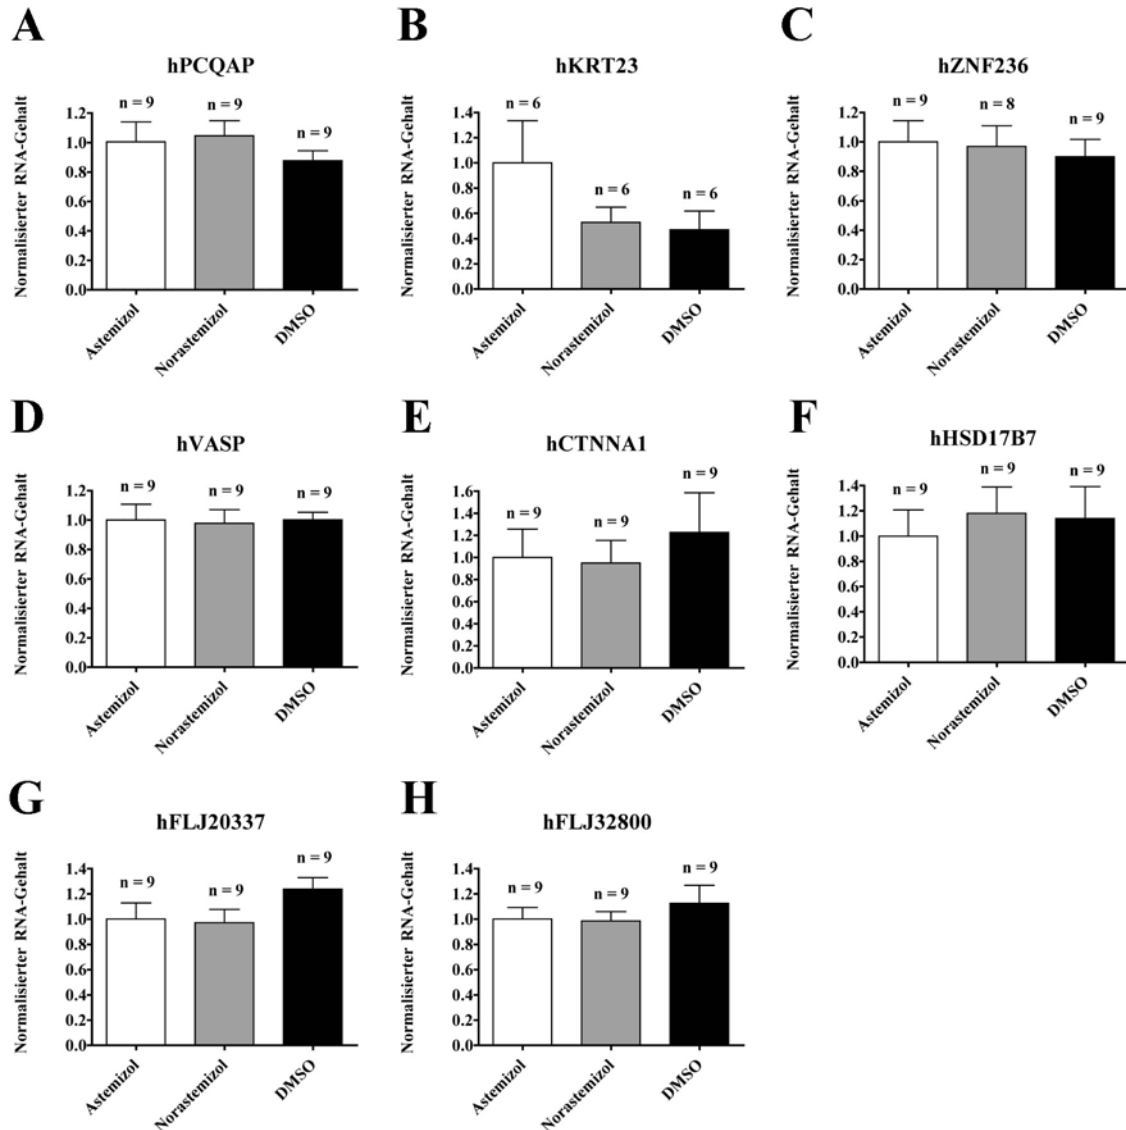 A
hPCQAP
Normalisierter RNA-Gehalt
1.2
1.0
0.8
0.6
0.4
0.2
0.0
n = 9
n = 9
n = 9
Astemizol
Norastemizol
DMSO
B
hKRT23
Normalisierter RNA-Gehalt
1.4
1.2
1.0
0.8
0.6
0.4
0.2
0.0
n = 6
n = 6
n = 6
Astemizol
Norastemizol
DMSO
C
hZNF236
Normalisierter RNA-Gehalt
1.2
1.0
0.8
0.6
0.4
0.2
0.0
n = 9
n = 8
n = 9
Astemizol
Norastemizol
DMSO
D
hVASP
Normalisierter RNA-Gehalt
1.2
1.0
0.8
0.6
0.4
0.2
0.0
n = 9
n = 9
n = 9
Astemizol
Norastemizol
DMSO
E
hCTNNA1
Normalisierter RNA-Gehalt
1.6
1.4
1.2
1.0
0.8
0.6
0.4
0.2
0.0
n = 9
n = 9
n = 9
Astemizol
Norastemizol
DMSO
F
hHSD17B7
Normalisierter RNA-Gehalt
1.4
1.2
1.0
0.8
0.6
0.4
0.2
0.0
n = 9
n = 9
n = 9
Astemizol
Norastemizol
DMSO
G
hFLJ20337
Normalisierter RNA-Gehalt
1.4
1.2
1.0
0.8
0.6
0.4
0.2
0.0
n = 9
n = 9
n = 9
Astemizol
Norastemizol
DMSO
H
hFLJ32800
Normalisierter RNA-Gehalt
1.4
1.2
1.0
0.8
0.6
0.4
0.2
0.0
n = 9
n = 9
n = 9
Astemizol
Norastemizol
DMSO